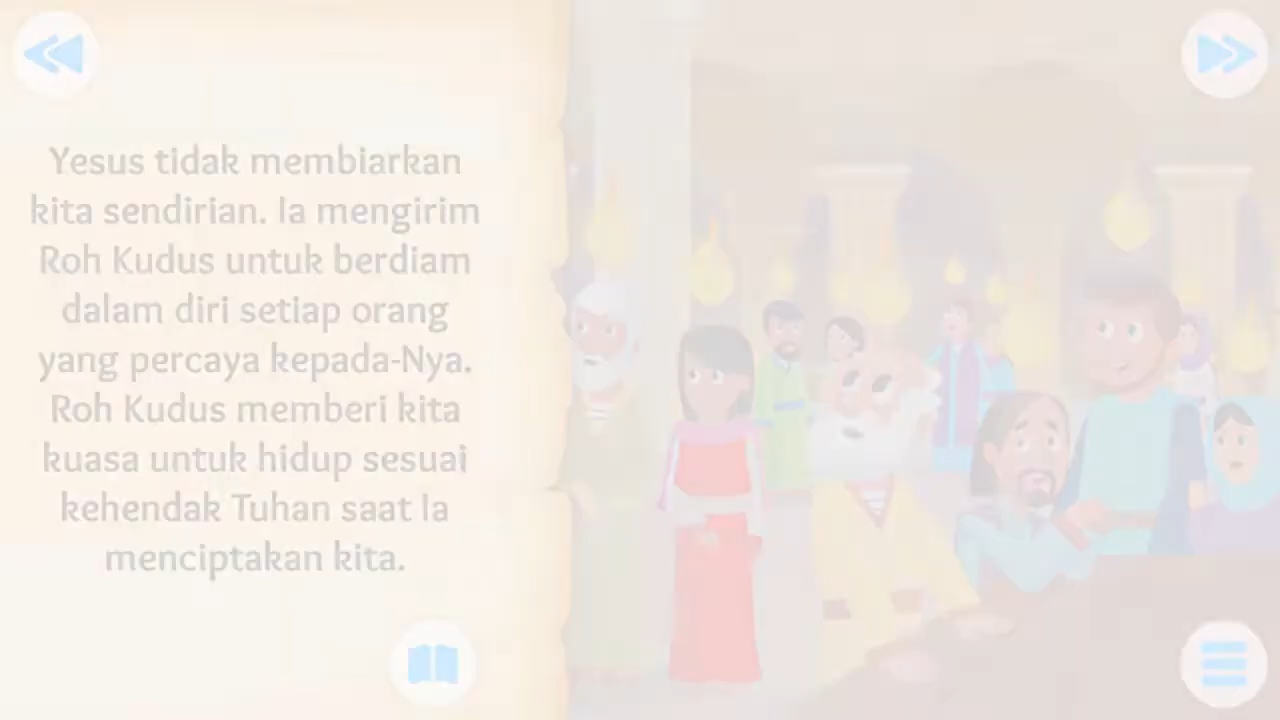 Yesus tidak membiarkan
kita sendirian. Ia mengirim
Roh Kudus untuk berdiam
dalam diri setiap orang
yang percaya kepada-Nya.
Roh Kudus memberi kita
kuasa untuk hidup sesuai
kehendak Tuhan saat Ia
menciptakan kita.